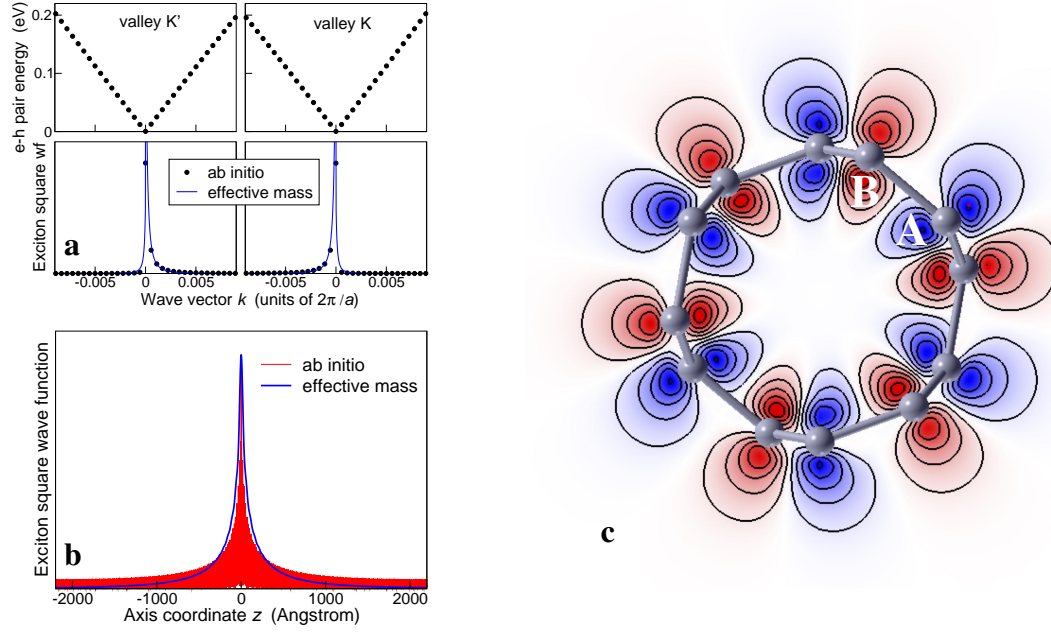 valley K’
valley K
e-h pair energy (eV)
0.2
0.1
0
Exciton square wf
ab initio
effective mass
a
-0.005
0
0.005
-0.005
0
0.005
Wave vector k (units of 2π/a)
Exciton square wave function
ab initio
effective mass
b
-2000
-1000
0
1000
2000
Axis coordinate z (Angstrom)
B
A
c